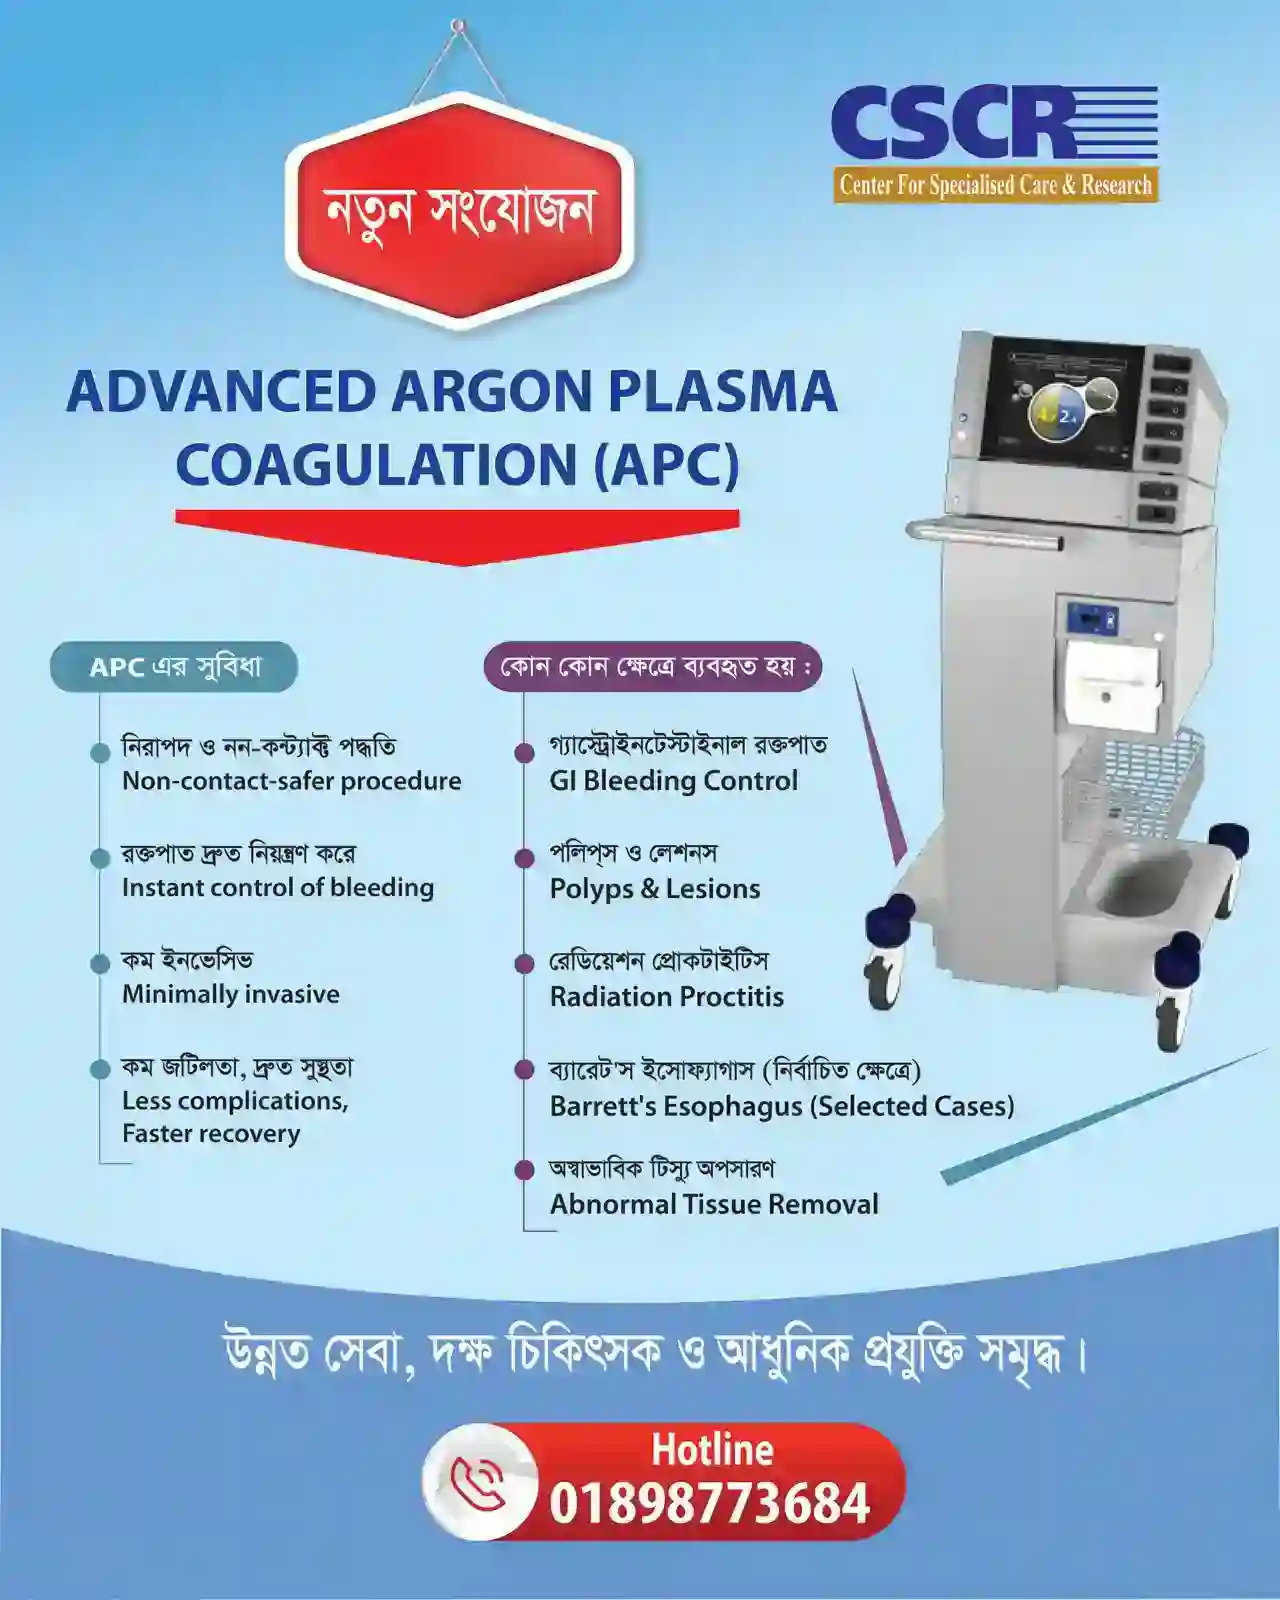 নতুন সংযোজন
CSCR
Center For Specialised Care & Research
ADVANCED ARGON PLASMA
COAGULATION (APC)
APC এর সুবিধা
নিরাপদ ও নন-কন্ট্যাক্ট পদ্ধতি
Non-contact-safer procedure
রক্তপাত দ্রুত নিয়ন্ত্রণ করে
Instant control of bleeding
কম ইনভেসিভ
Minimally invasive
কম জটিলতা, দ্রুত সুস্থতা
Less complications,
Faster recovery
কোন কোন ক্ষেত্রে ব্যবহৃত হয় :
গ্যাস্ট্রোইনটেস্টাইনাল রক্তপাত
GI Bleeding Control
পলিপ্স ও লেশনস
Polyps & Lesions
রেডিয়েশন প্রোকটাইটিস
Radiation Proctitis
ব্যারেট'স ইসোফ্যাগাস (নির্বাচিত ক্ষেত্রে)
Barrett's Esophagus (Selected Cases)
অস্বাভাবিক টিস্যু অপসারণ
Abnormal Tissue Removal
উন্নত সেবা, দক্ষ চিকিৎসক ও আধুনিক প্রযুক্তি সমৃদ্ধ।
Hotline
01898773684